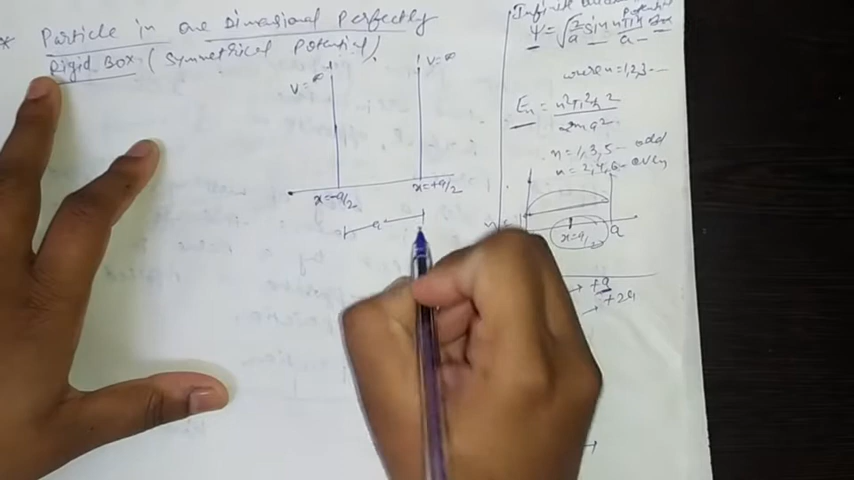 * Particle in one Dimensional Perfectly
Rigid Box (Symmetrical Potential).
V=∞
V=∞
x=-a/2
x=+a/2
a
Infinite
Potential
Ψ = √2/a sin nπx/a
where n=1,2,3---
En = n²π²ħ²/2ma²
n=1,3,5-- odd
n=2,4,6-- even
x=a/2
a
→ +a
→ +2a